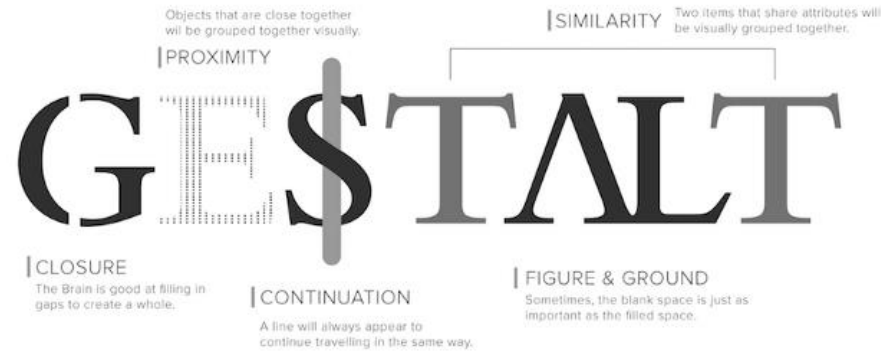 Objects that are close together
wil be grouped together visually.
PROXIMITY
SIMILARITY
Two items that share attributes will
be visually grouped together.
GESTALT
CLOSURE
The Brain is good at filling in
gaps to create a whole.
CONTINUATION
A line will always appear to
continue travelling in the same way.
FIGURE & GROUND
Sometimes, the blank space is just as
important as the filled space.